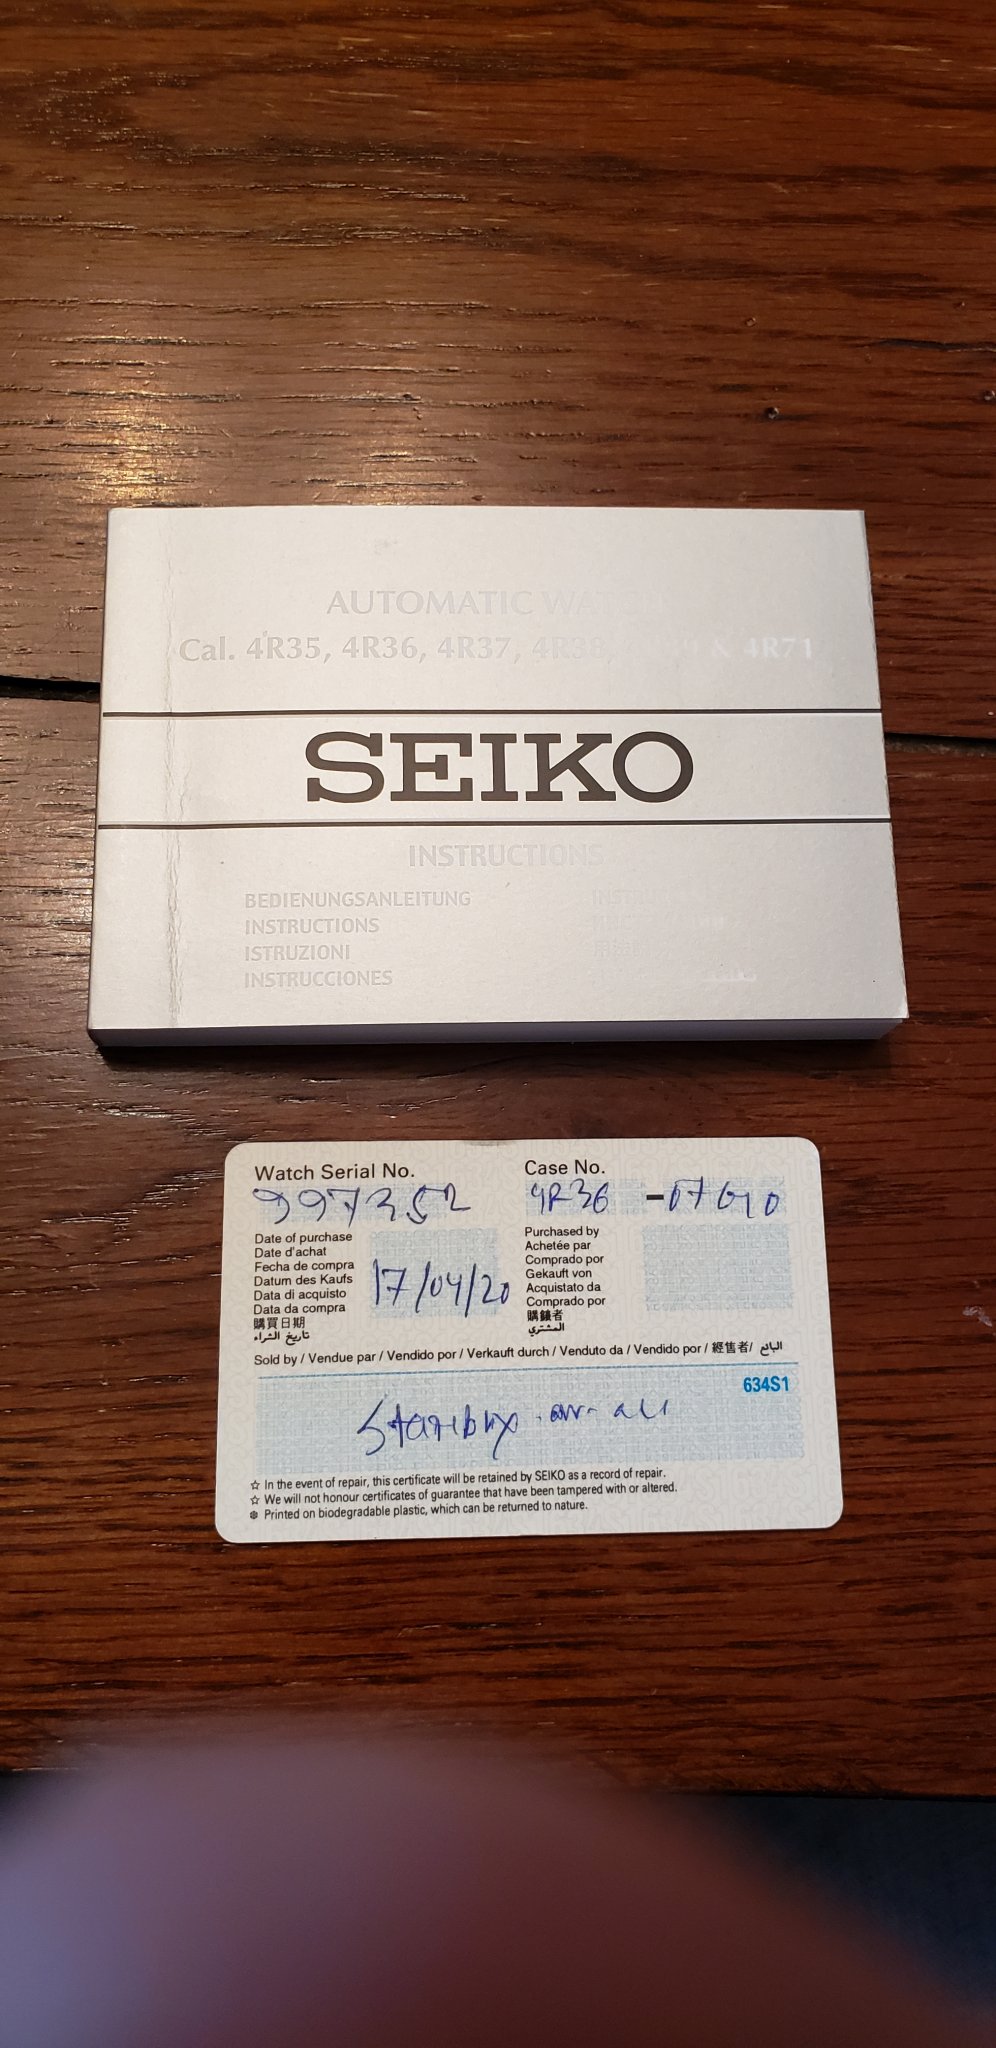 AUTOMATIC WATCH
Cal. 4R35, 4R36, 4R37, 4R38, & 4R71
SEIKO
INSTRUCTIONS
BEDIENUNGSANLEITUNG
INSTRUCTIONS
ISTRUZIONI
INSTRUCCIONES
Watch Serial No.
997352
Case No.
4R36 -07G10
Date of purchase
Date d'achat
Fecha de compra
Datum des Kaufs
Data di acquisto
Data da compra
購買日期
تاريخ الشراء
17/04/20
Purchased by
Achetée par
Comprado por
Gekauft von
Acquistato da
Comprado por
購錶者
المشتري
Sold by / Vendue par / Vendido por / Verkauft durch / Venduto da / Vendido por / 經售者/ البائع
634S1
☆ In the event of repair, this certificate will be retained by SEIKO as a record of repair.
☆ We will not honour certificates of guarantee that have been tampered with or altered.
❆ Printed on biodegradable plastic, which can be returned to nature.